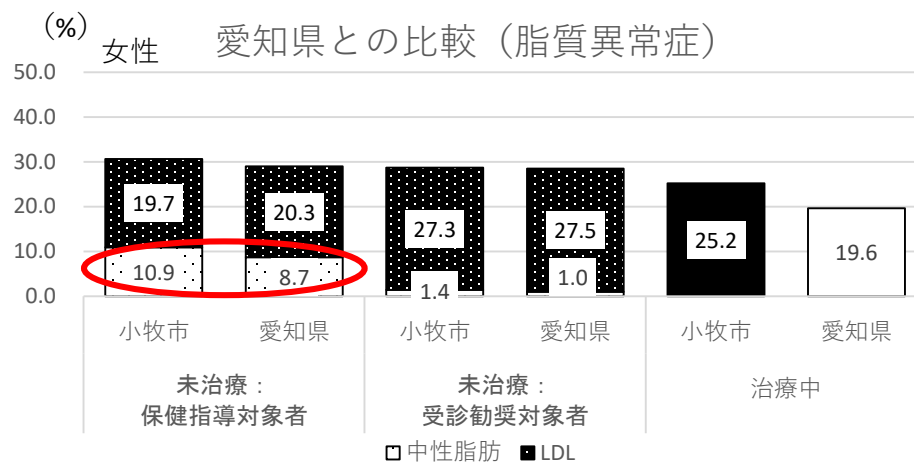 (%)
女性
愛知県との比較（脂質異常症）
50.0
40.0
30.0
20.0
10.0
0.0
19.7
20.3
27.3
27.5
25.2
19.6
10.9
8.7
1.4
1.0
小牧市
愛知県
小牧市
愛知県
小牧市
愛知県
未治療：
保健指導対象者
未治療：
受診勧奨対象者
治療中
中性脂肪
LDL